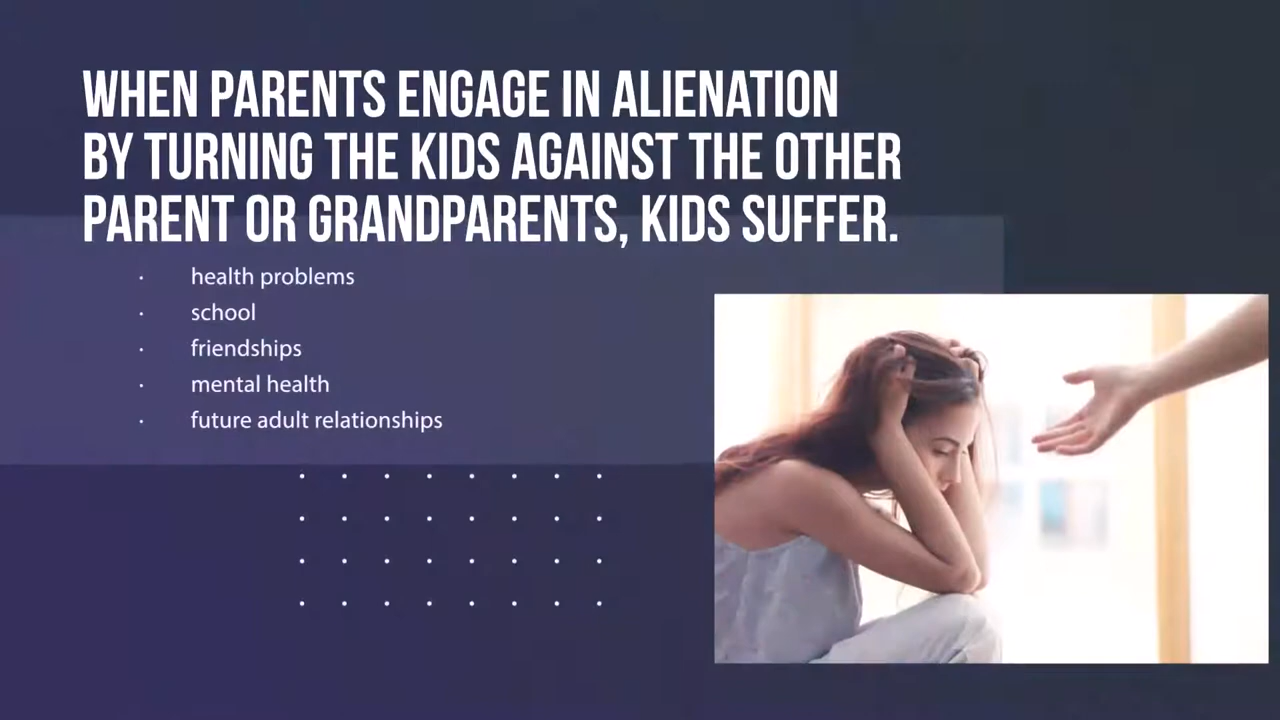 WHEN PARENTS ENGAGE IN ALIENATION
BY TURNING THE KIDS AGAINST THE OTHER
PARENT OR GRANDPARENTS, KIDS SUFFER.
· health problems
· school
· friendships
· mental health
· future adult relationships